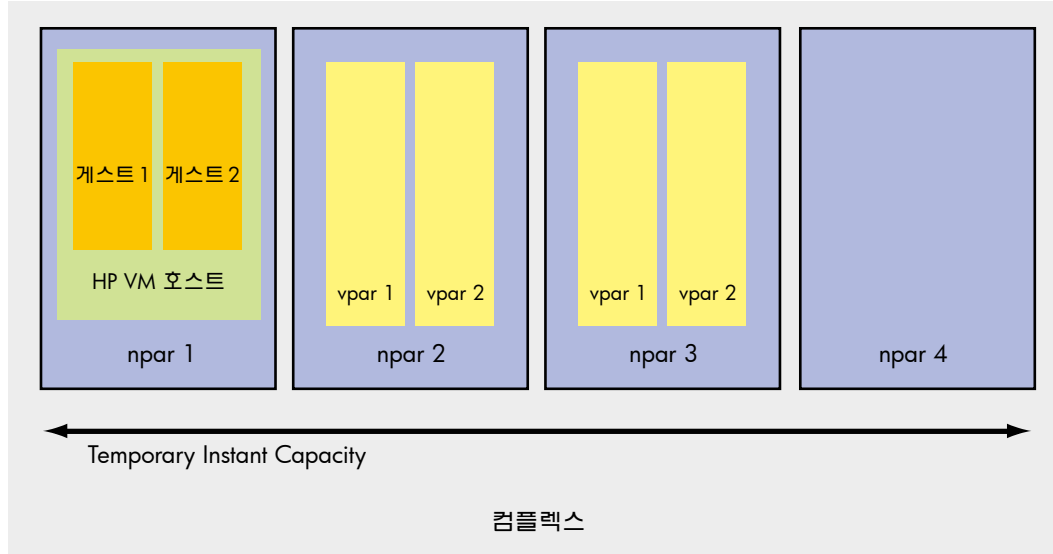 게스트 1
게스트 2
HP VM 호스트
npar 1
vpar 1
vpar 2
npar 2
vpar 1
vpar 2
npar 3
npar 4
Temporary Instant Capacity
컴플렉스